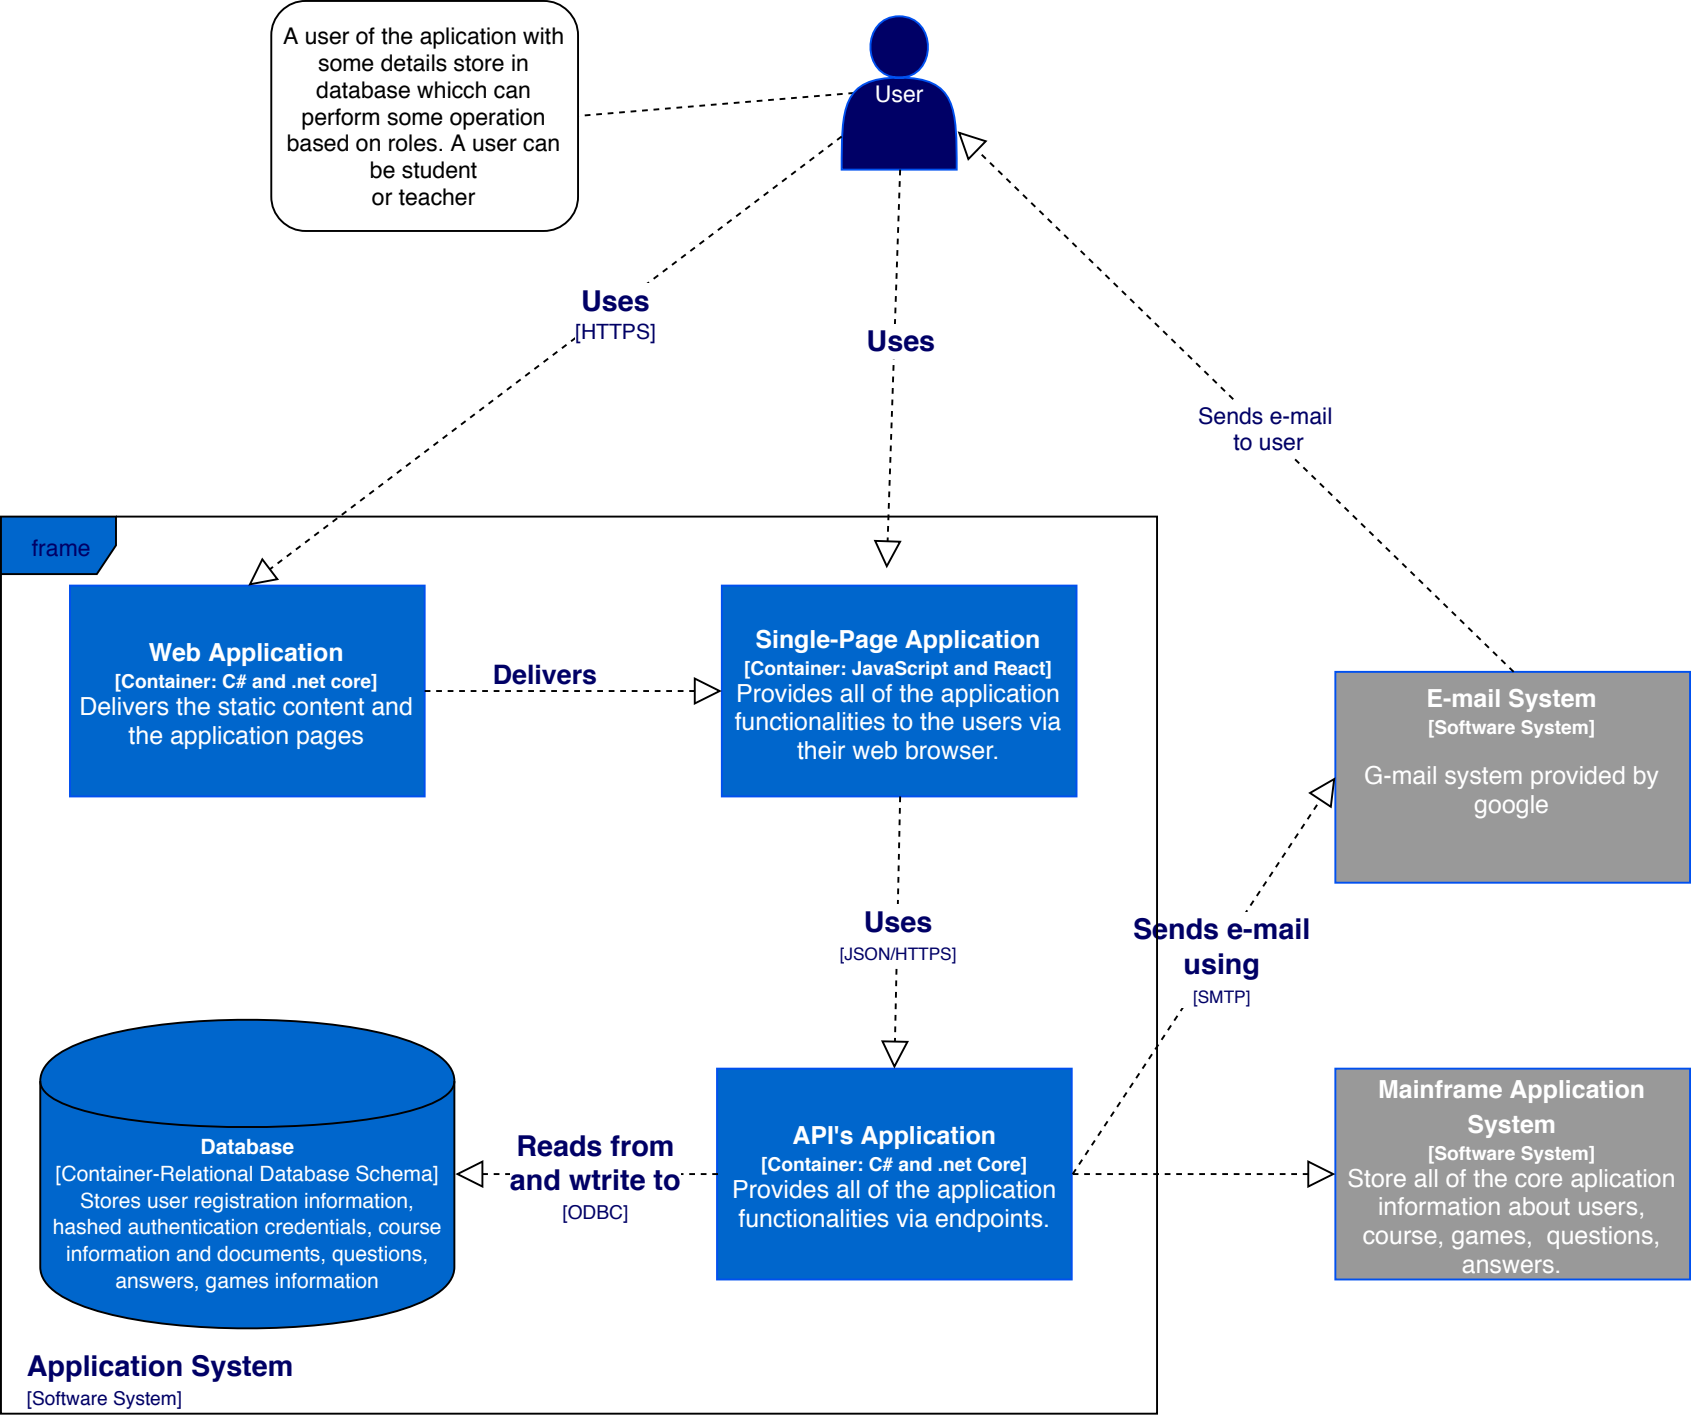 A user of the aplication with
some details store in
database whicch can
perform some operation
based on roles. A user can
be student
or teacher
User
Uses
[HTTPS]
Uses
Sends e-mail
to user
frame
Web Application
[Container: C# and .net core]
Delivers the static content and
the application pages
Delivers
Single-Page Application
[Container: JavaScript and React]
Provides all of the application
functionalities to the users via
their web browser.
E-mail System
[Software System]
G-mail system provided by
google
Uses
[JSON/HTTPS]
Sends e-mail
using
[SMTP]
Database
[Container-Relational Database Schema]
Stores user registration information,
hashed authentication credentials, course
information and documents, questions,
answers, games information
Reads from
and wtrite to
[ODBC]
API's Application
[Container: C# and .net Core]
Provides all of the application
functionalities via endpoints.
Mainframe Application
System
[Software System]
Store all of the core aplication
information about users,
course, games,  questions,
answers.
Application System
[Software System]